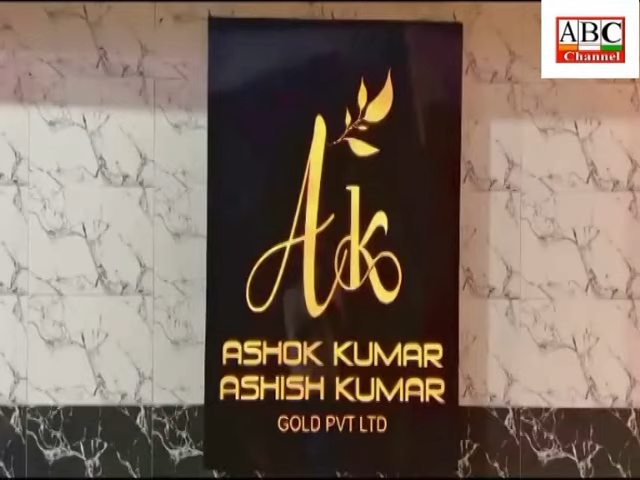 ABC
Channel
Ak
ASHOK KUMAR
ASHISH KUMAR
GOLD PVT LTD